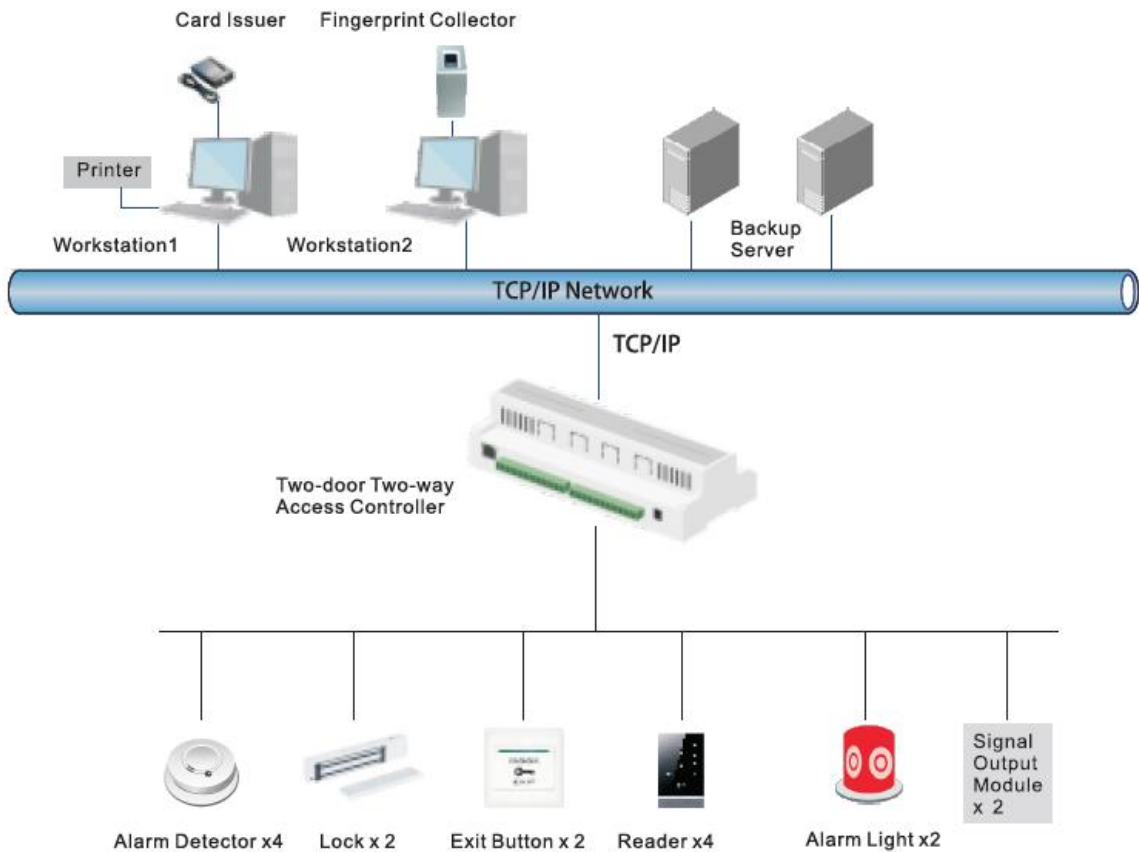 Card Issuer
Fingerprint Collector
Printer
Workstation1
Workstation2
Backup
Server
TCP/IP Network
TCP/IP
Two-door Two-way
Access Controller
Signal
Output
Module
x 2
Alarm Detector x4
Lock x 2
Exit Button x 2
Reader x4
Alarm Light x2